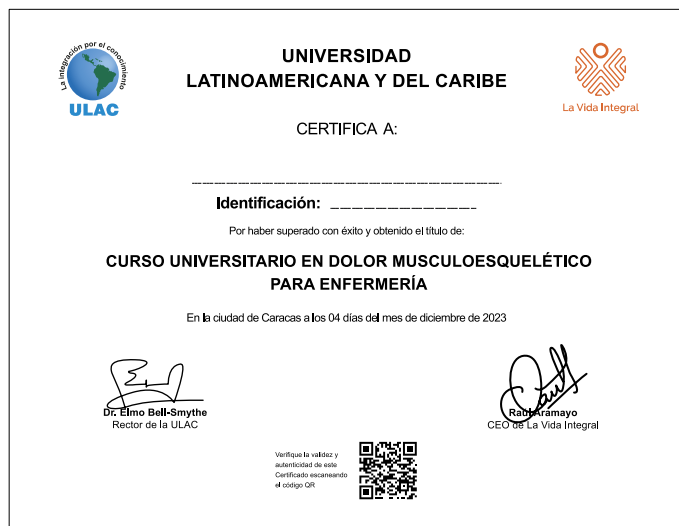 La integración por el conocimiento
ULAC
UNIVERSIDAD
LATINOAMERICANA Y DEL CARIBE
La Vida Integral
CERTIFICA A:
Identificación:
Por haber superado con éxito y obtenido el título de:
CURSO UNIVERSITARIO EN DOLOR MUSCULOESQUELÉTICO
PARA ENFERMERÍA
En la ciudad de Caracas a los 04 días del mes de diciembre de 2023
Dr. Elmo Bell-Smythe
Rector de la ULAC
Raúl Aramayo
CEO de La Vida Integral
Verifique la validez y
autenticidad de este
Certificado escaneando
el código QR